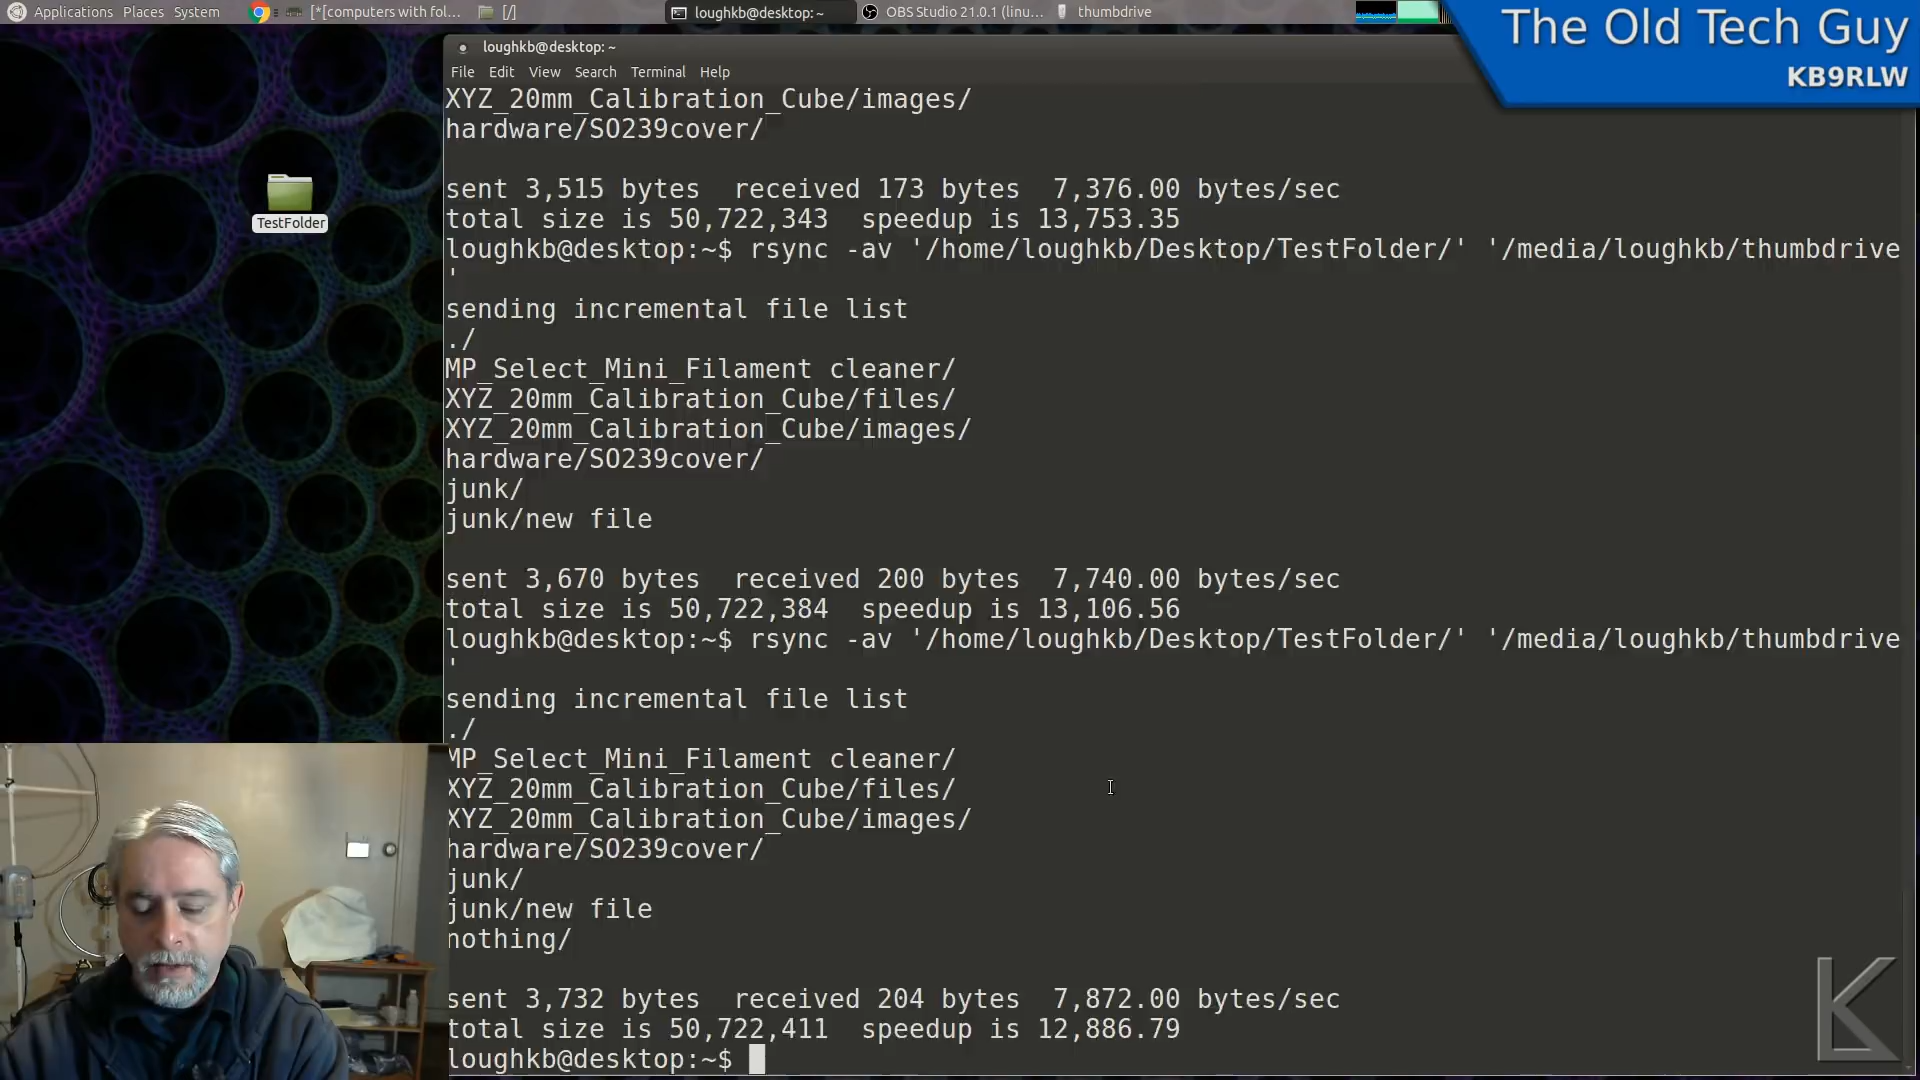 Applications Places System
[*[computers with fol...
[/]
loughkb@desktop: ~
OBS Studio 21.0.1 (linu...
thumbdrive
The Old Tech Guy
KB9RLW
TestFolder
loughkb@desktop: ~
File Edit View Search Terminal Help
XYZ_20mm_Calibration_Cube/images/
hardware/SO239cover/
sent 3,515 bytes  received 173 bytes  7,376.00 bytes/sec
total size is 50,722,343  speedup is 13,753.35
loughkb@desktop:~$ rsync -av '/home/loughkb/Desktop/TestFolder/' '/media/loughkb/thumbdrive
'
sending incremental file list
./
MP_Select_Mini_Filament cleaner/
XYZ_20mm_Calibration_Cube/files/
XYZ_20mm_Calibration_Cube/images/
hardware/SO239cover/
junk/
junk/new file
sent 3,670 bytes  received 200 bytes  7,740.00 bytes/sec
total size is 50,722,384  speedup is 13,106.56
loughkb@desktop:~$ rsync -av '/home/loughkb/Desktop/TestFolder/' '/media/loughkb/thumbdrive
'
sending incremental file list
./
MP_Select_Mini_Filament cleaner/
XYZ_20mm_Calibration_Cube/files/
XYZ_20mm_Calibration_Cube/images/
hardware/SO239cover/
junk/
junk/new file
nothing/
sent 3,732 bytes  received 204 bytes  7,872.00 bytes/sec
total size is 50,722,411  speedup is 12,886.79
loughkb@desktop:~$
K